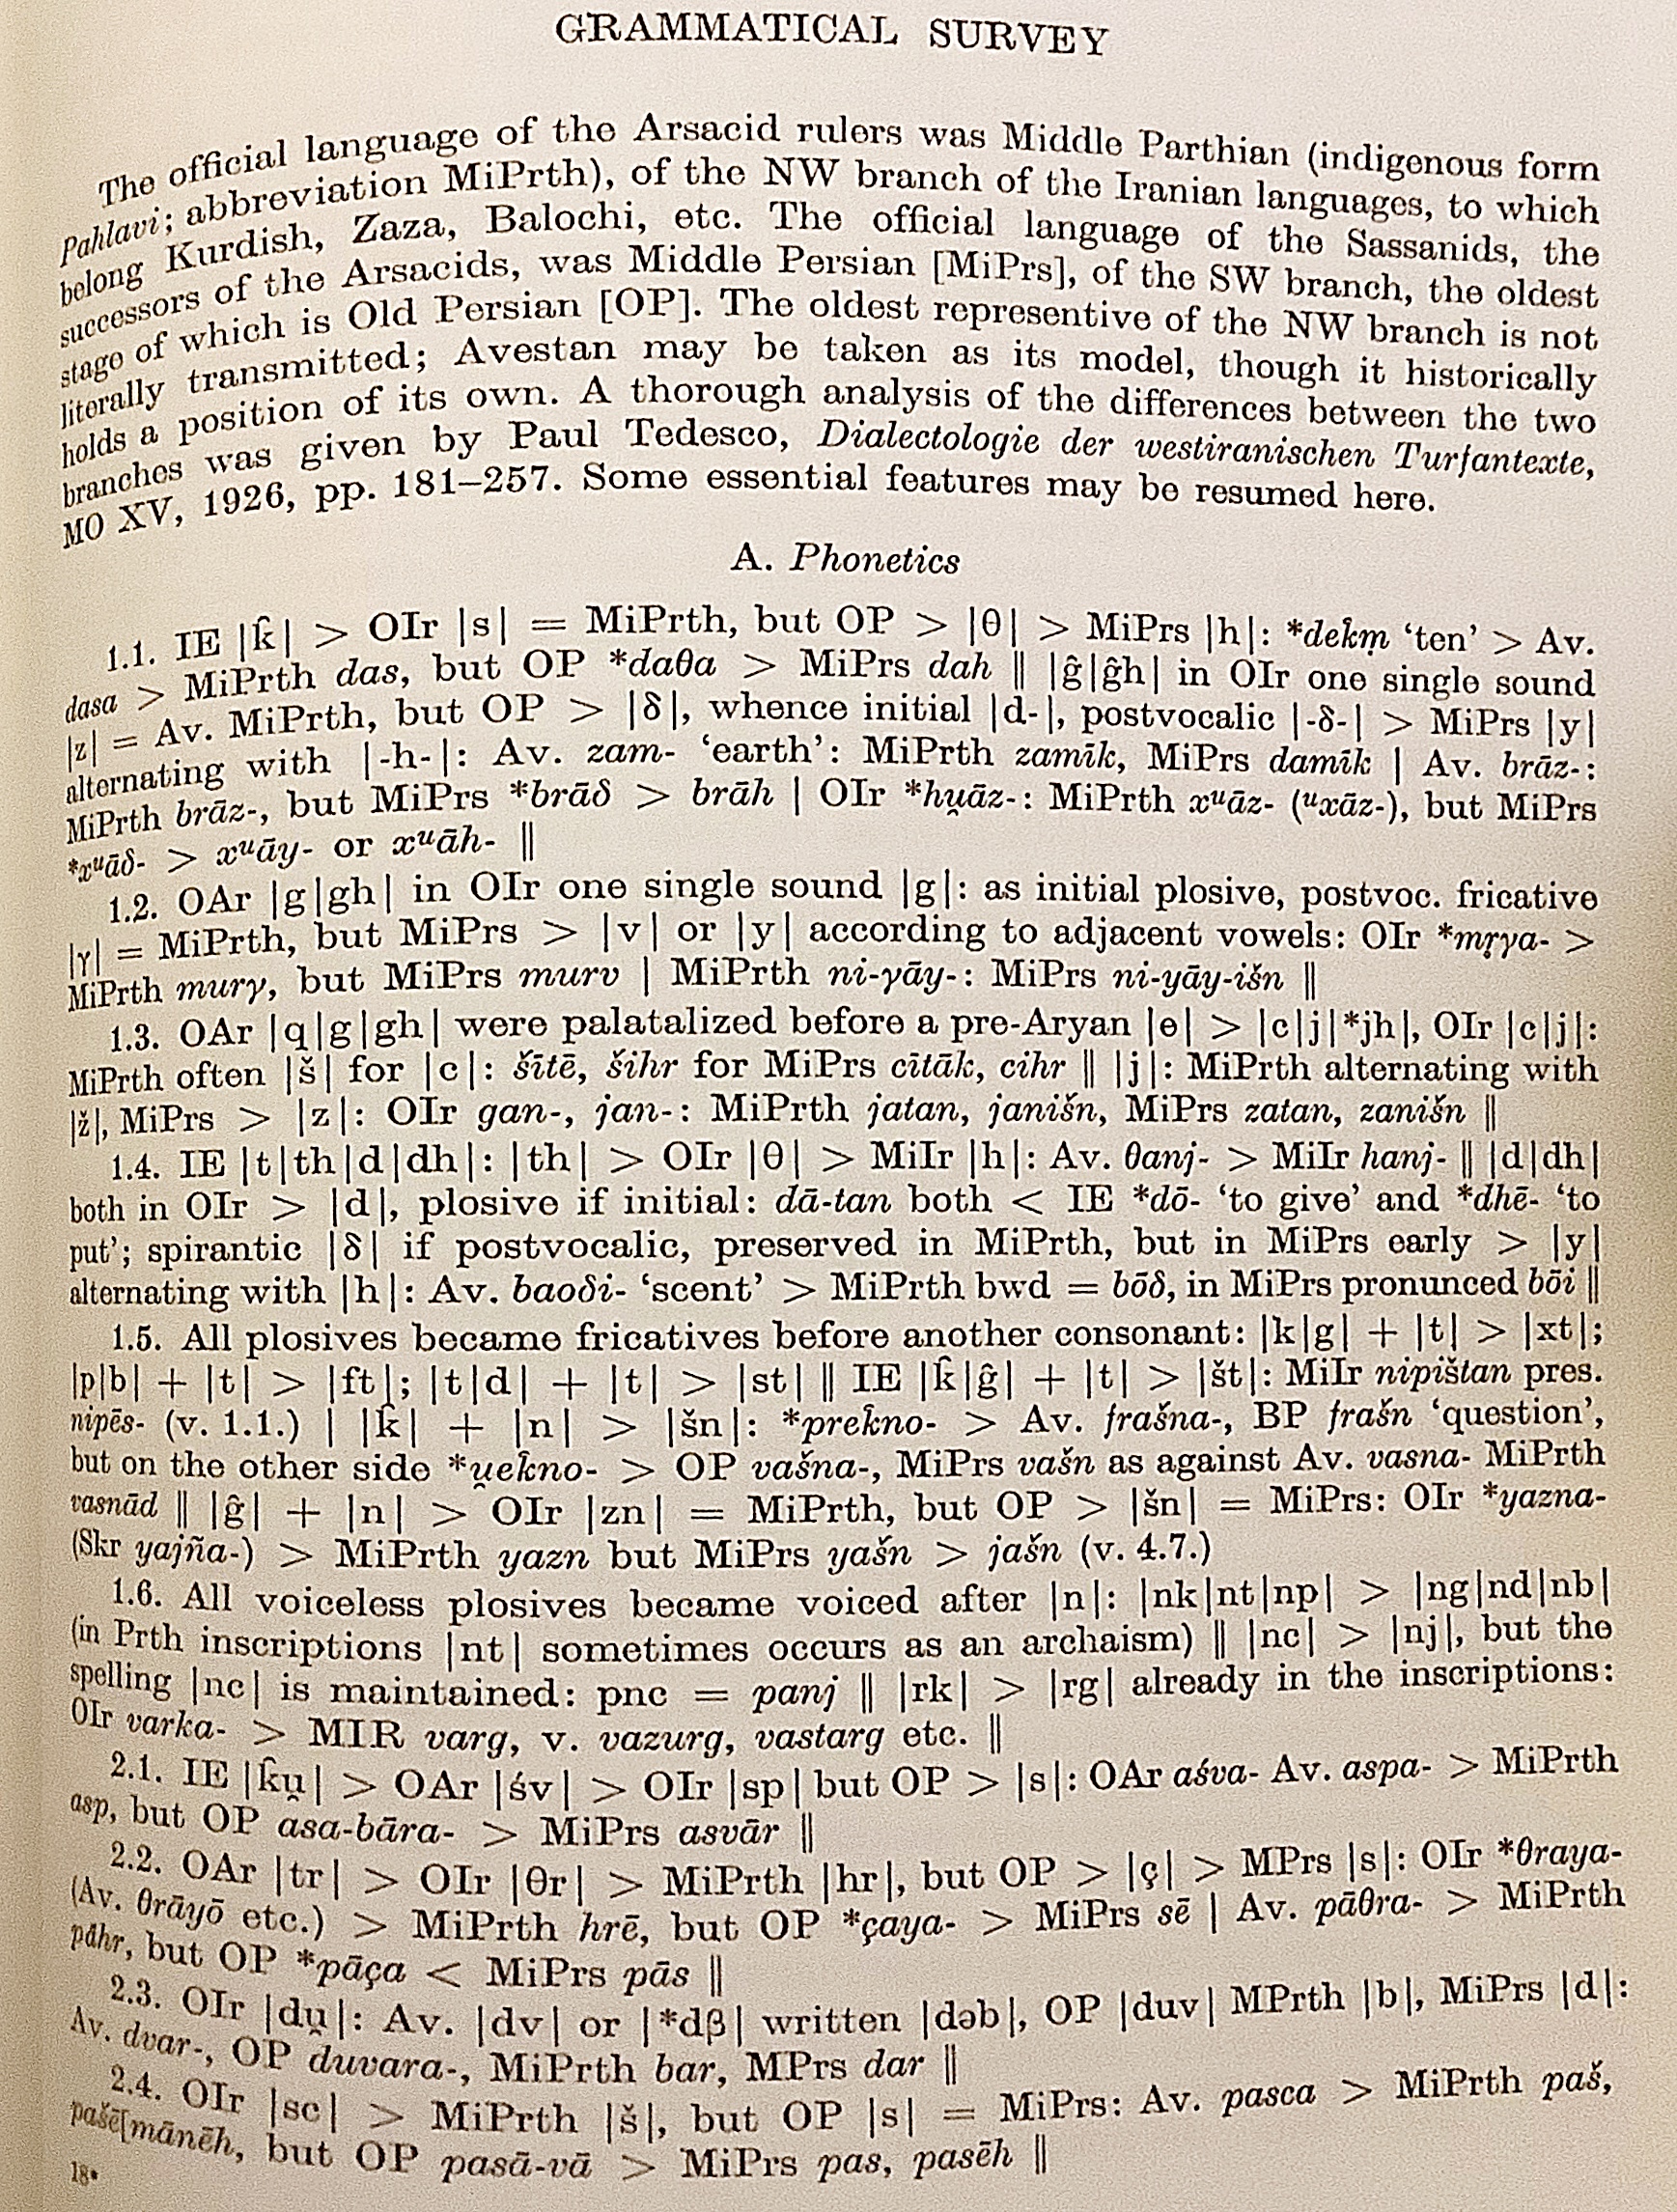 GRAMMATICAL SURVEY
The official language of the Arsacid rulers was Middle Parthian (indigenous form
Pahlavi; abbreviation MiPrth), of the NW branch of the Iranian languages, to which
belong Kurdish, Zaza, Balochi, etc. The official language of the Sassanids, the
successors of the Arsacids, was Middle Persian [MiPrs], of the SW branch, the oldest
stage of which is Old Persian [OP]. The oldest representive of the NW branch is not
literally transmitted; Avestan may be taken as its model, though it historically
holds a position of its own. A thorough analysis of the differences between the two
branches was given by Paul Tedesco, Dialectologie der westiranischen Turfantexte,
MO XV, 1926, pp. 181–257. Some essential features may be resumed here.
A. Phonetics
1.1. IE |k̂| > OIr |s| = MiPrth, but OP > |θ| > MiPrs |h|: *dek̂m̥ ‘ten’ > Av.
dasa > MiPrth das, but OP *daθa > MiPrs dah ‖ |ĝ|ĝh| in OIr one single sound
|z| = Av. MiPrth, but OP > |δ|, whence initial |d-|, postvocalic |-δ-| > MiPrs |y|
alternating with |-h-|: Av. zam- ‘earth’: MiPrth zamīk, MiPrs damīk | Av. brāz-:
MiPrth brāz-, but MiPrs *brāδ > brāh | OIr *hu̯āz-: MiPrth xᵘāz- (ᵘxāz-), but MiPrs
*xᵘāδ- > xᵘāy- or xᵘāh- ‖
1.2. OAr |g|gh| in OIr one single sound |g|: as initial plosive, postvoc. fricative
|γ| = MiPrth, but MiPrs > |v| or |y| according to adjacent vowels: OIr *mr̥γa- >
MiPrth murγ, but MiPrs murv | MiPrth ni-γāy-: MiPrs ni-yāy-išn ‖
1.3. OAr |q|g|gh| were palatalized before a pre-Aryan |e| > |c|j|*jh|, OIr |c|j|:
MiPrth often |š| for |c|: šītē, šihr for MiPrs cītāk, cihr ‖ |j|: MiPrth alternating with
|ž|, MiPrs > |z|: OIr gan-, jan-: MiPrth jatan, janišn, MiPrs zatan, zanišn ‖
1.4. IE |t|th|d|dh|: |th| > OIr |θ| > MiIr |h|: Av. θanj- > MiIr hanj- ‖ |d|dh|
both in OIr > |d|, plosive if initial: dā-tan both < IE *dō- ‘to give’ and *dhē- ‘to
put’; spirantic |δ| if postvocalic, preserved in MiPrth, but in MiPrs early > |y|
alternating with |h|: Av. baoδi- ‘scent’ > MiPrth bwd = bōδ, in MiPrs pronunced bōi ‖
1.5. All plosives became fricatives before another consonant: |k|g| + |t| > |xt|;
|p|b| + |t| > |ft|; |t|d| + |t| > |st| ‖ IE |k̂|ĝ| + |t| > |št|: MiIr nipištan pres.
nipēs- (v. 1.1.) | |k̂| + |n| > |šn|: *prek̂no- > Av. frašna-, BP frašn ‘question’,
but on the other side *u̯ek̂no- > OP vašna-, MiPrs vašn as against Av. vasna- MiPrth
vasnād ‖ |ĝ| + |n| > OIr |zn| = MiPrth, but OP > |šn| = MiPrs: OIr *yazna-
(Skr yajña-) > MiPrth yazn but MiPrs yašn > jašn (v. 4.7.)
1.6. All voiceless plosives became voiced after |n|: |nk|nt|np| > |ng|nd|nb|
(in Prth inscriptions |nt| sometimes occurs as an archaism) ‖ |nc| > |nj|, but the
spelling |nc| is maintained: pnc = panj ‖ |rk| > |rg| already in the inscriptions:
OIr varka- > MIR varg, v. vazurg, vastarg etc. ‖
2.1. IE |k̂u̯| > OAr |śv| > OIr |sp| but OP > |s|: OAr aśva- Av. aspa- > MiPrth
asp, but OP asa-bāra- > MiPrs asvār ‖
2.2. OAr |tr| > OIr |θr| > MiPrth |hr|, but OP > |ç| > MPrs |s|: OIr *θraya-
(Av. θrāyō etc.) > MiPrth hrē, but OP *çaya- > MiPrs sē | Av. pāθra- > MiPrth
pāhr, but OP *pāça < MiPrs pās ‖
2.3. OIr |du̯|: Av. |dv| or |*dβ| written |dəb|, OP |duv| MPrth |b|, MiPrs |d|:
Av. dvar-, OP duvara-, MiPrth bar, MPrs dar ‖
2.4. OIr |sc| > MiPrth |š|, but OP |s| = MiPrs: Av. pasca > MiPrth paš,
pašē[mānēh, but OP pasā-vā > MiPrs pas, pasēh ‖
18*